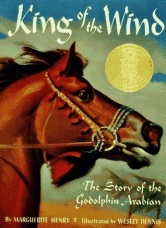 King of the Wind
The Story of the
Godolphin Arabian
By MARGUERITE HENRY Illustrated by WESLEY DENNIS